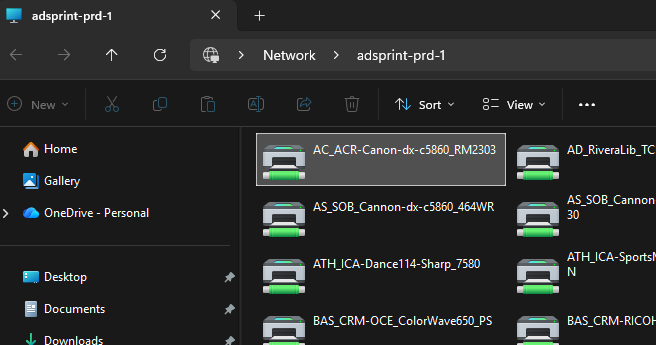 adsprint-prd-1
Network > adsprint-prd-1
New
Sort
View
Home
Gallery
OneDrive - Personal
Desktop
Documents
Downloads
AC_ACR-Canon-dx-c5860_RM2303
AD_RiveraLib_TC
AS_SOB_Cannon-dx-c5860_464WR
AS_SOB_Cannon
30
ATH_ICA-Dance114-Sharp_7580
ATH_ICA-SportsM
N
BAS_CRM-OCE_ColorWave650_PS
BAS_CRM-RICOH